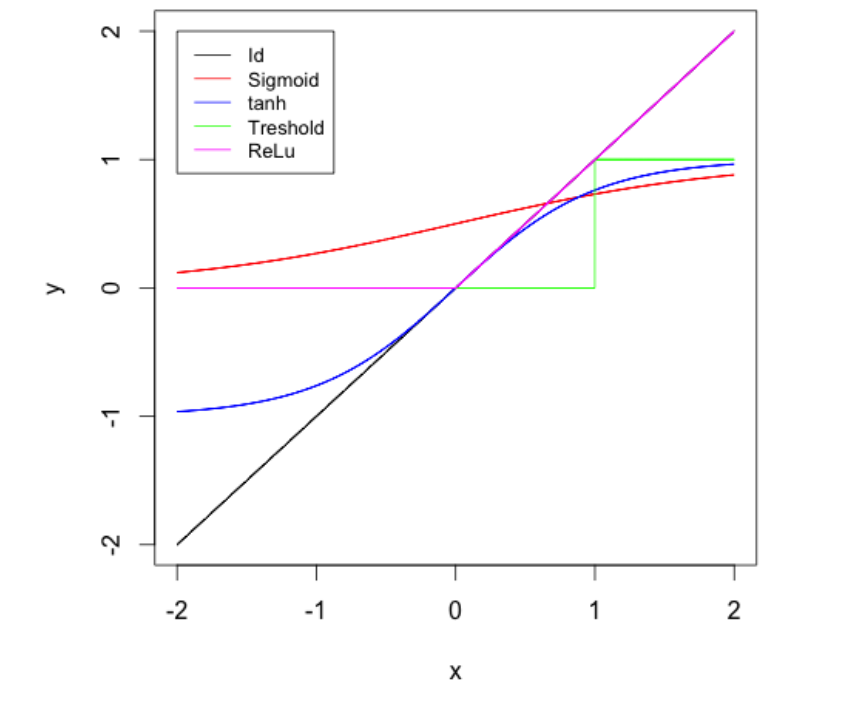 Id
Sigmoid
tanh
Treshold
ReLu
2
1
0
-1
-2
y
-2 -1 0 1 2
x